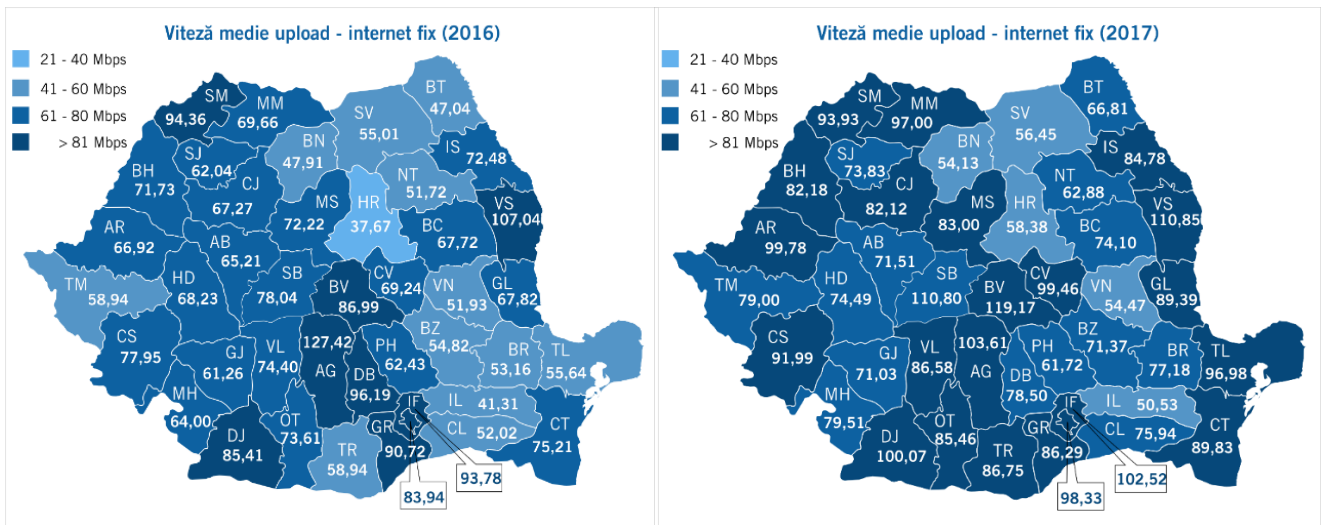 Viteză medie upload - internet fix (2016)
21 - 40 Mbps
41 - 60 Mbps
61 - 80 Mbps
> 81 Mbps
SM
94,36
MM
69,66
BT
47,04
SV
55,01
BN
47,91
IS
72,48
SJ
62,04
BH
71,73
CJ
67,27
NT
51,72
MS
72,22
HR
37,67
VS
107,04
AR
66,92
AB
65,21
BC
67,72
TM
58,94
HD
68,23
SB
78,04
BV
86,99
CV
69,24
VN
51,93
GL
67,82
CS
77,95
GJ
61,26
VL
74,40
127,42
AG
PH
62,43
DB
96,19
BZ
54,82
BR
53,16
TL
55,64
MH
64,00
IF
IL
41,31
DJ
85,41
OT
73,61
TR
58,94
GR
90,72
CL
52,02
CT
75,21
93,78
83,94
Viteză medie upload - internet fix (2017)
21 - 40 Mbps
41 - 60 Mbps
61 - 80 Mbps
> 81 Mbps
SM
93,93
MM
97,00
BT
66,81
SV
56,45
BN
54,13
IS
84,78
SJ
73,83
BH
82,18
CJ
82,12
NT
62,88
MS
83,00
HR
58,38
VS
110,85
AR
99,78
AB
71,51
BC
74,10
TM
79,00
HD
74,49
SB
110,80
BV
119,17
CV
99,46
VN
54,47
GL
89,39
CS
91,99
GJ
71,03
VL
86,58
103,61
AG
PH
61,72
DB
78,50
BZ
71,37
BR
77,18
TL
96,98
MH
79,51
IF
IL
50,53
DJ
100,07
OT
85,46
TR
86,75
GR
86,29
CL
75,94
CT
89,83
102,52
98,33